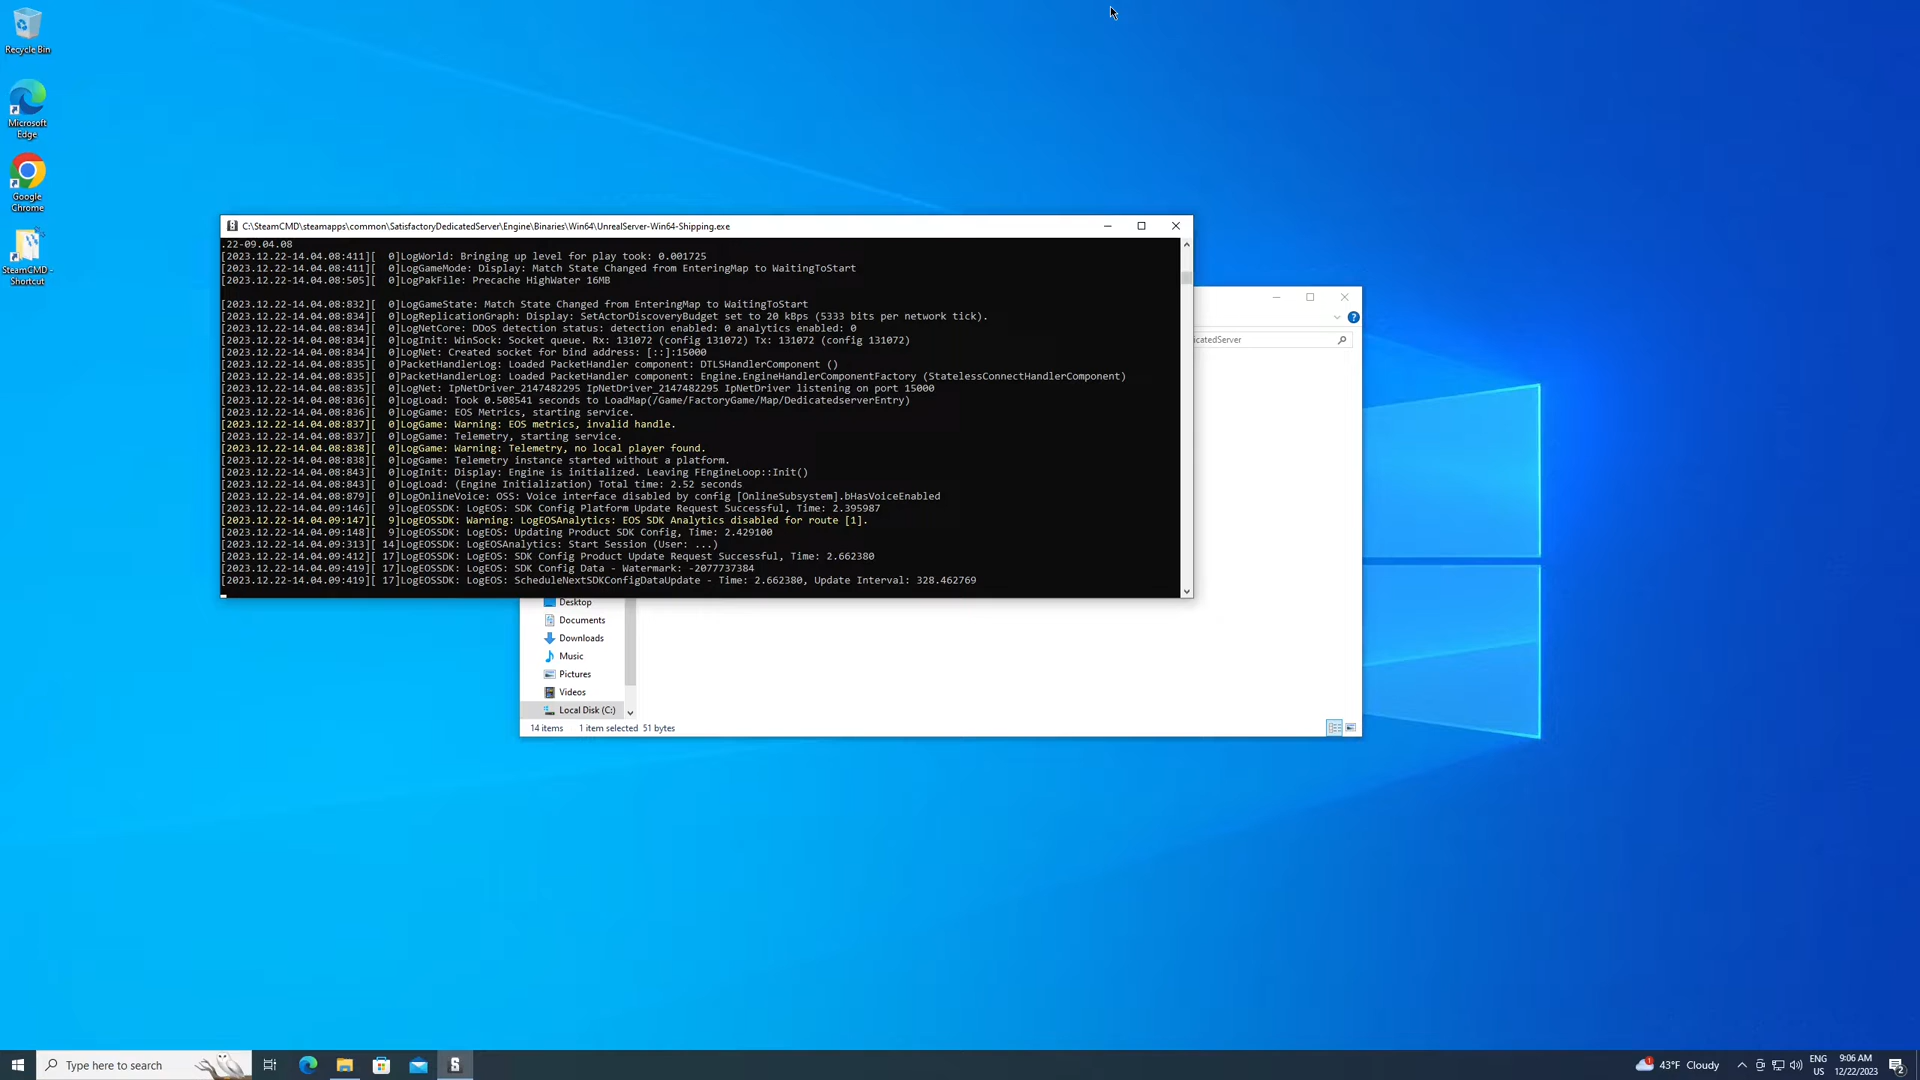 Recycle Bin
Microsoft
Edge
Google
Chrome
SteamCMD -
Shortcut
C:\SteamCMD\steamapps\common\SatisfactoryDedicatedServer\Engine\Binaries\Win64\UnrealServer-Win64-Shipping.exe
.22-09.04.08
[2023.12.22-14.04.08:411][  0]LogWorld: Bringing up level for play took: 0.001725
[2023.12.22-14.04.08:411][  0]LogGameMode: Display: Match State Changed from EnteringMap to WaitingToStart
[2023.12.22-14.04.08:505][  0]LogPakFile: Precache HighWater 16MB
[2023.12.22-14.04.08:832][  0]LogGameState: Match State Changed from EnteringMap to WaitingToStart
[2023.12.22-14.04.08:834][  0]LogReplicationGraph: Display: SetActorDiscoveryBudget set to 20 kBps (5333 bits per network tick).
[2023.12.22-14.04.08:834][  0]LogNetCore: DDoS detection status: detection enabled: 0 analytics enabled: 0
[2023.12.22-14.04.08:834][  0]LogInit: WinSock: Socket queue. Rx: 131072 (config 131072) Tx: 131072 (config 131072)
[2023.12.22-14.04.08:834][  0]LogNet: Created socket for bind address: [::]:15000
[2023.12.22-14.04.08:835][  0]PacketHandlerLog: Loaded PacketHandler component: DTLSHandlerComponent ()
[2023.12.22-14.04.08:835][  0]PacketHandlerLog: Loaded PacketHandler component: Engine.EngineHandlerComponentFactory (StatelessConnectHandlerComponent)
[2023.12.22-14.04.08:835][  0]LogNet: IpNetDriver_2147482295 IpNetDriver_2147482295 IpNetDriver listening on port 15000
[2023.12.22-14.04.08:836][  0]LogLoad: Took 0.508541 seconds to LoadMap(/Game/FactoryGame/Map/DedicatedserverEntry)
[2023.12.22-14.04.08:836][  0]LogGame: EOS Metrics, starting service.
[2023.12.22-14.04.08:837][  0]LogGame: Warning: EOS metrics, invalid handle.
[2023.12.22-14.04.08:837][  0]LogGame: Telemetry, starting service.
[2023.12.22-14.04.08:838][  0]LogGame: Warning: Telemetry, no local player found.
[2023.12.22-14.04.08:838][  0]LogGame: Telemetry instance started without a platform.
[2023.12.22-14.04.08:843][  0]LogInit: Display: Engine is initialized. Leaving FEngineLoop::Init()
[2023.12.22-14.04.08:843][  0]LogLoad: (Engine Initialization) Total time: 2.52 seconds
[2023.12.22-14.04.08:879][  0]LogOnlineVoice: OSS: Voice interface disabled by config [OnlineSubsystem].bHasVoiceEnabled
[2023.12.22-14.04.09:146][  9]LogEOSSDK: LogEOS: SDK Config Platform Update Request Successful, Time: 2.395987
[2023.12.22-14.04.09:147][  9]LogEOSSDK: Warning: LogEOSAnalytics: EOS SDK Analytics disabled for route [1].
[2023.12.22-14.04.09:148][  9]LogEOSSDK: LogEOS: Updating Product SDK Config, Time: 2.429100
[2023.12.22-14.04.09:313][ 14]LogEOSSDK: LogEOSAnalytics: Start Session (User: ...)
[2023.12.22-14.04.09:412][ 17]LogEOSSDK: LogEOS: SDK Config Product Update Request Successful, Time: 2.662380
[2023.12.22-14.04.09:419][ 17]LogEOSSDK: LogEOS: SDK Config Data - Watermark: -2077737384
[2023.12.22-14.04.09:419][ 17]LogEOSSDK: LogEOS: ScheduleNextSDKConfigDataUpdate - Time: 2.662380, Update Interval: 328.462769
icatedServer
Desktop
Documents
Downloads
Music
Pictures
Videos
Local Disk (C:)
14 items 1 item selected 51 bytes
Type here to search
43°F Cloudy
ENG
US
9:06 AM
12/22/2023